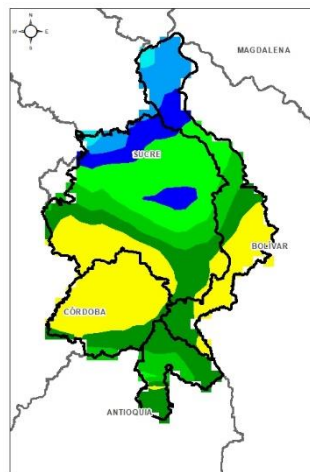 N
W E
S
MAGDALENA
SUCRE
BOLIVAR
CÓRDOBA
ANTIOQUIA